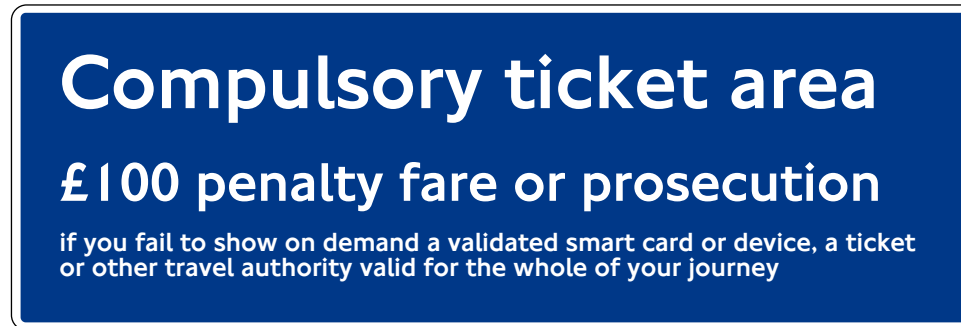 Compulsory ticket area
£100 penalty fare or prosecution
if you fail to show on demand a validated smart card or device, a ticket
or other travel authority valid for the whole of your journey